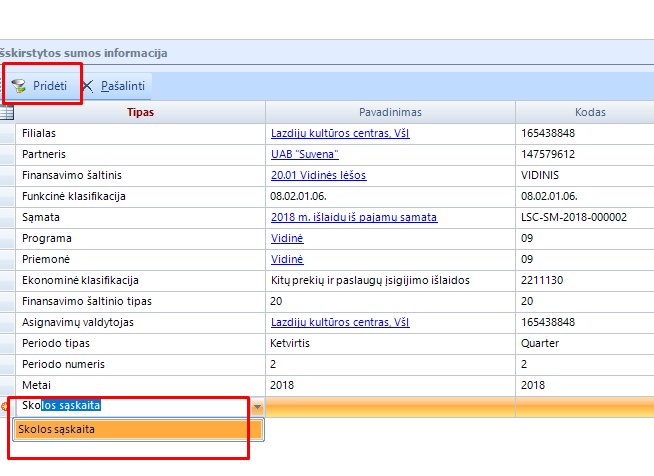 išskirstytos sumos informacija
Pridėti Pašalinti
Tipas Pavadinimas Kodas
Filialas Lazdijų kultūros centras, VšĮ 165438848
Partneris UAB "Suvena" 147579612
Finansavimo šaltinis 20.01 Vidinės lėšos VIDINIS
Funkcinė klasifikacija 08.02.01.06. 08.02.01.06.
Sąmata 2018 m. išlaidu iš pajamu samata LSC-SM-2018-000002
Programa Vidinė 09
Priemonė Vidinė 09
Ekonominė klasifikacija Kitų prekių ir paslaugų įsigijimo išlaidos 2211130
Finansavimo šaltinio tipas 20 20
Asignavimų valdytojas Lazdijų kultūros centras, VšĮ 165438848
Periodo tipas Ketvirtis Quarter
Periodo numeris 2 2
Metai 2018 2018
Skolos sąskaita
Skolos sąskaita